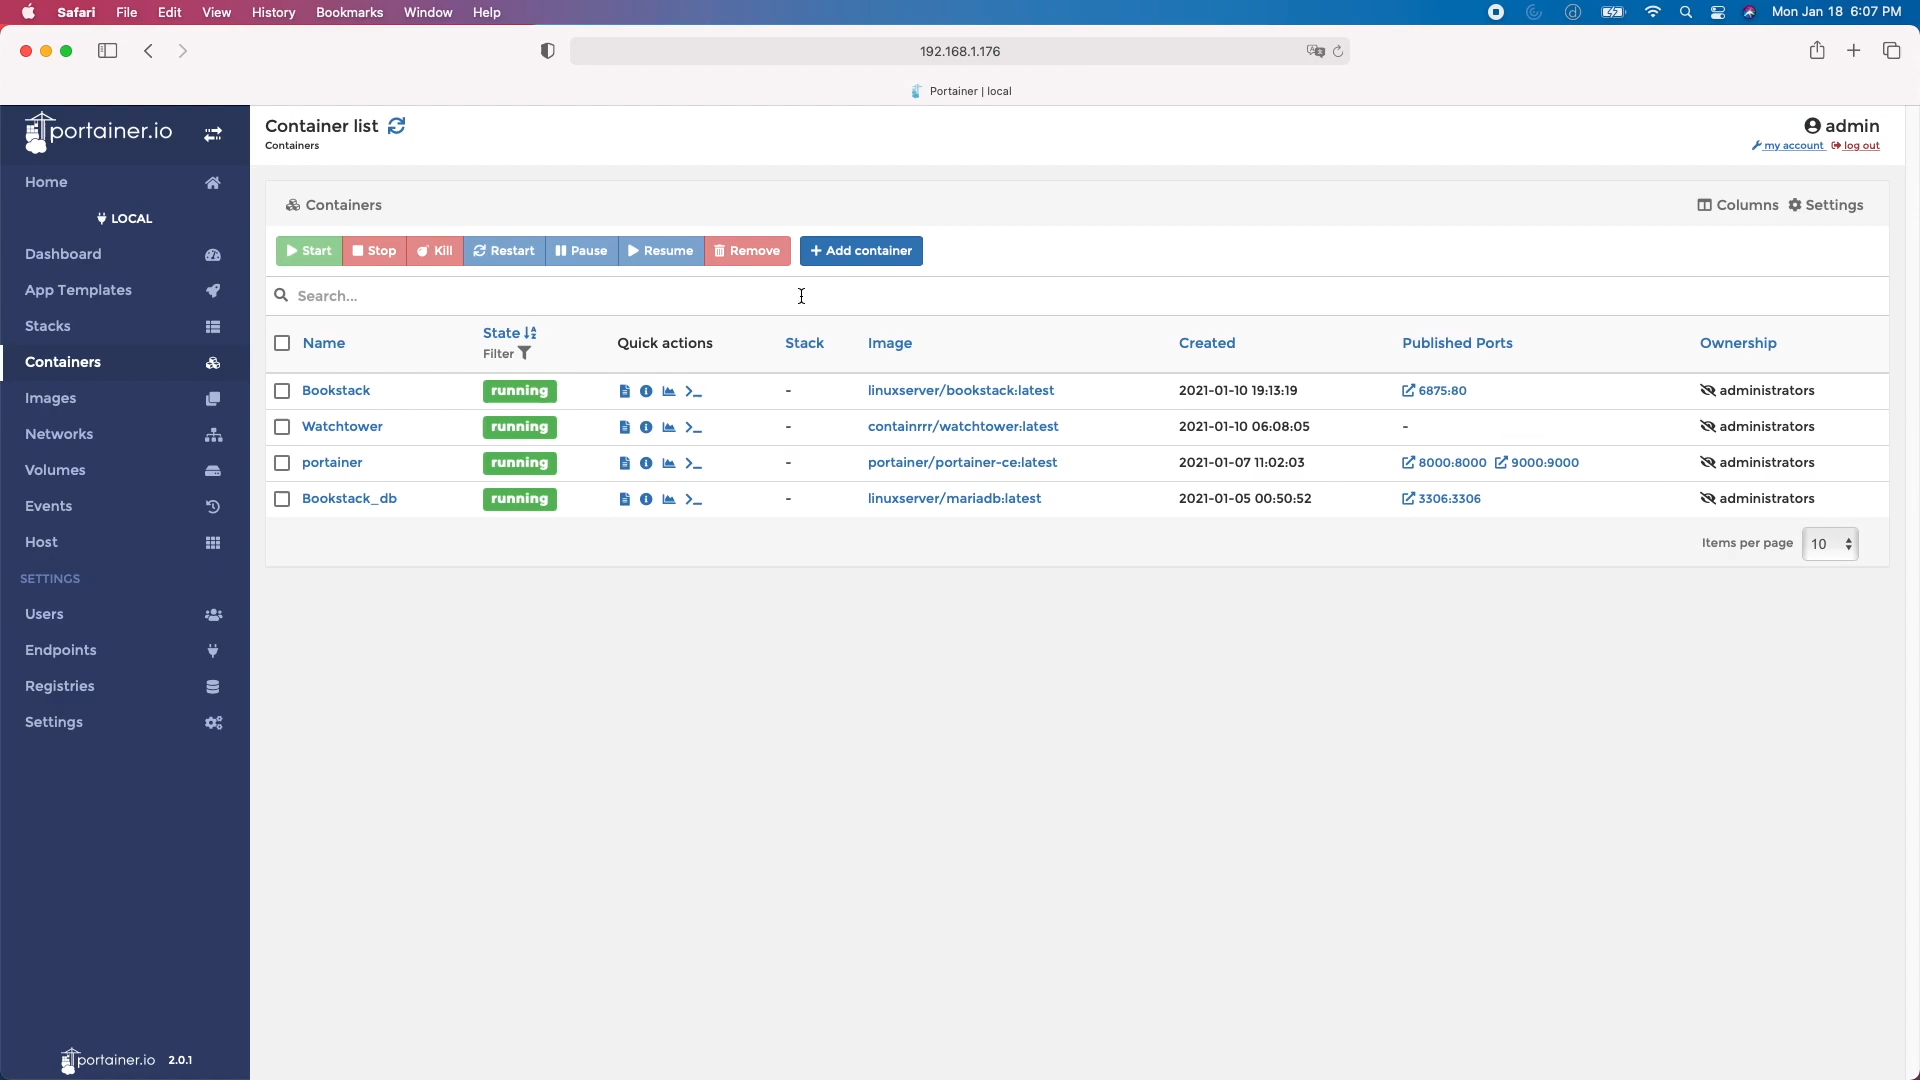 Safari File Edit View History Bookmarks Window Help Mon Jan 18 6:07 PM
192.168.1.176
Portainer | local
portainer.io
Container list
Containers
admin
my account log out
Home
LOCAL
Dashboard
App Templates
Stacks
Containers
Images
Networks
Volumes
Events
Host
SETTINGS
Users
Endpoints
Registries
Settings
portainer.io 2.0.1
Containers Columns Settings
Start Stop Kill Restart Pause Resume Remove + Add container
Search...
Name State Filter Quick actions Stack Image Created Published Ports Ownership
Bookstack running - linuxserver/bookstack:latest 2021-01-10 19:13:19 6875:80 administrators
Watchtower running - containrrr/watchtower:latest 2021-01-10 06:08:05 - administrators
portainer running - portainer/portainer-ce:latest 2021-01-07 11:02:03 8000:8000 9000:9000 administrators
Bookstack_db running - linuxserver/mariadb:latest 2021-01-05 00:50:52 3306:3306 administrators
Items per page 10